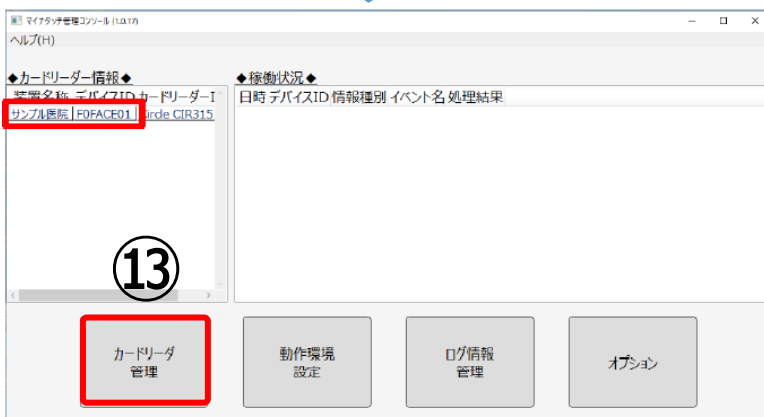 マイナタッチ管理コンソール (1.0.17)
ヘルプ(H)
◆カードリーダー情報◆
◆稼働状況◆
装置名称 デバイスID カードリーダーI
日時 デバイスID 情報種別 イベント名 処理結果
サンプル医院 F0FACE01 Circle CIR315
⑬
カードリーダ
管理
動作環境
設定
ログ情報
管理
オプション